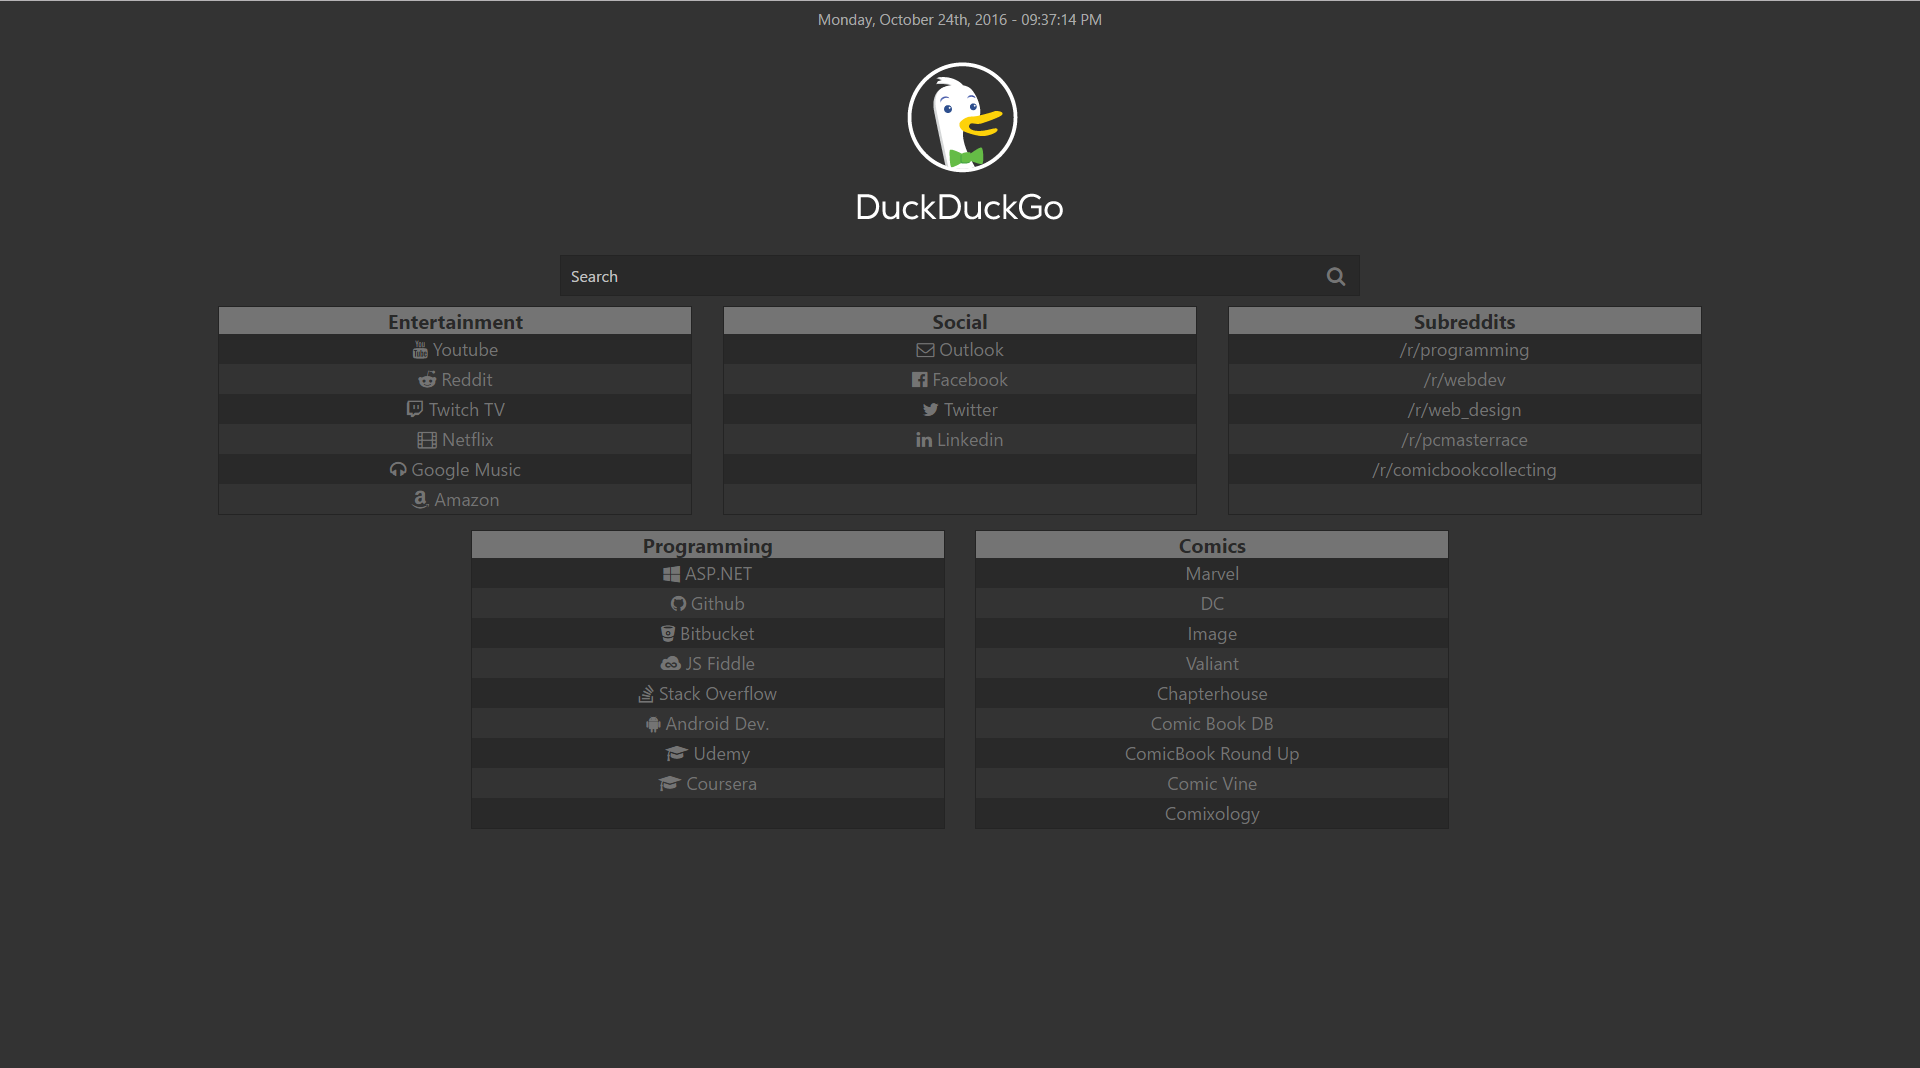 Monday, October 24th, 2016 - 09:37:14 PM
DuckDuckGo
Search
Entertainment
Youtube
Reddit
Twitch TV
Netflix
Google Music
Amazon
Social
Outlook
Facebook
Twitter
Linkedin
Subreddits
/r/programming
/r/webdev
/r/web_design
/r/pcmasterrace
/r/comicbookcollecting
Programming
ASP.NET
Github
Bitbucket
JS Fiddle
Stack Overflow
Android Dev.
Udemy
Coursera
Comics
Marvel
DC
Image
Valiant
Chapterhouse
Comic Book DB
ComicBook Round Up
Comic Vine
Comixology